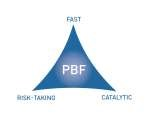 FAST
PBF
RISK-TAKING
CATALYTIC